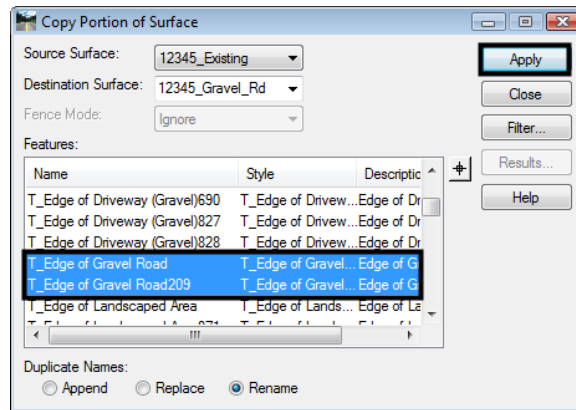 Copy Portion of Surface
Source Surface: 12345_Existing Apply
Destination Surface: 12345_Gravel_Rd Close
Fence Mode: Ignore Filter...
Features: Results...
Name Style Descriptic Help
T_Edge of Driveway (Gravel)690 T_Edge of Drivew... Edge of Dr
T_Edge of Driveway (Gravel)827 T_Edge of Drivew... Edge of Dr
T_Edge of Driveway (Gravel)828 T_Edge of Drivew... Edge of Dr
T_Edge of Gravel Road T_Edge of Gravel... Edge of G
T_Edge of Gravel Road209 T_Edge of Gravel... Edge of G
T_Edge of Landscaped Area T_Edge of Lands... Edge of La
Duplicate Names:
Append Replace Rename